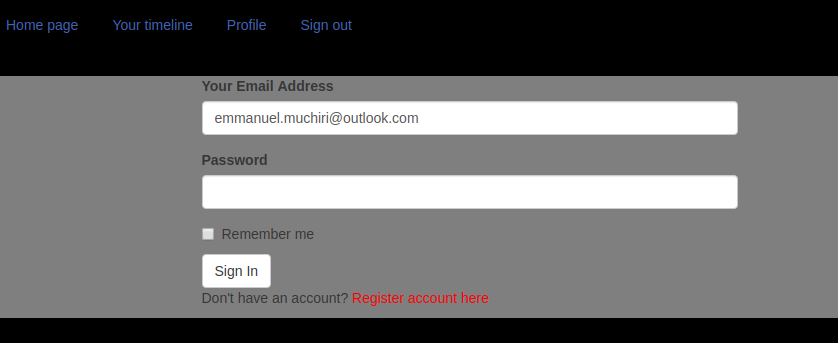 Home page Your timeline Profile Sign out
Your Email Address
emmanuel.muchiri@outlook.com
Password
Remember me
Sign In
Don't have an account? Register account here